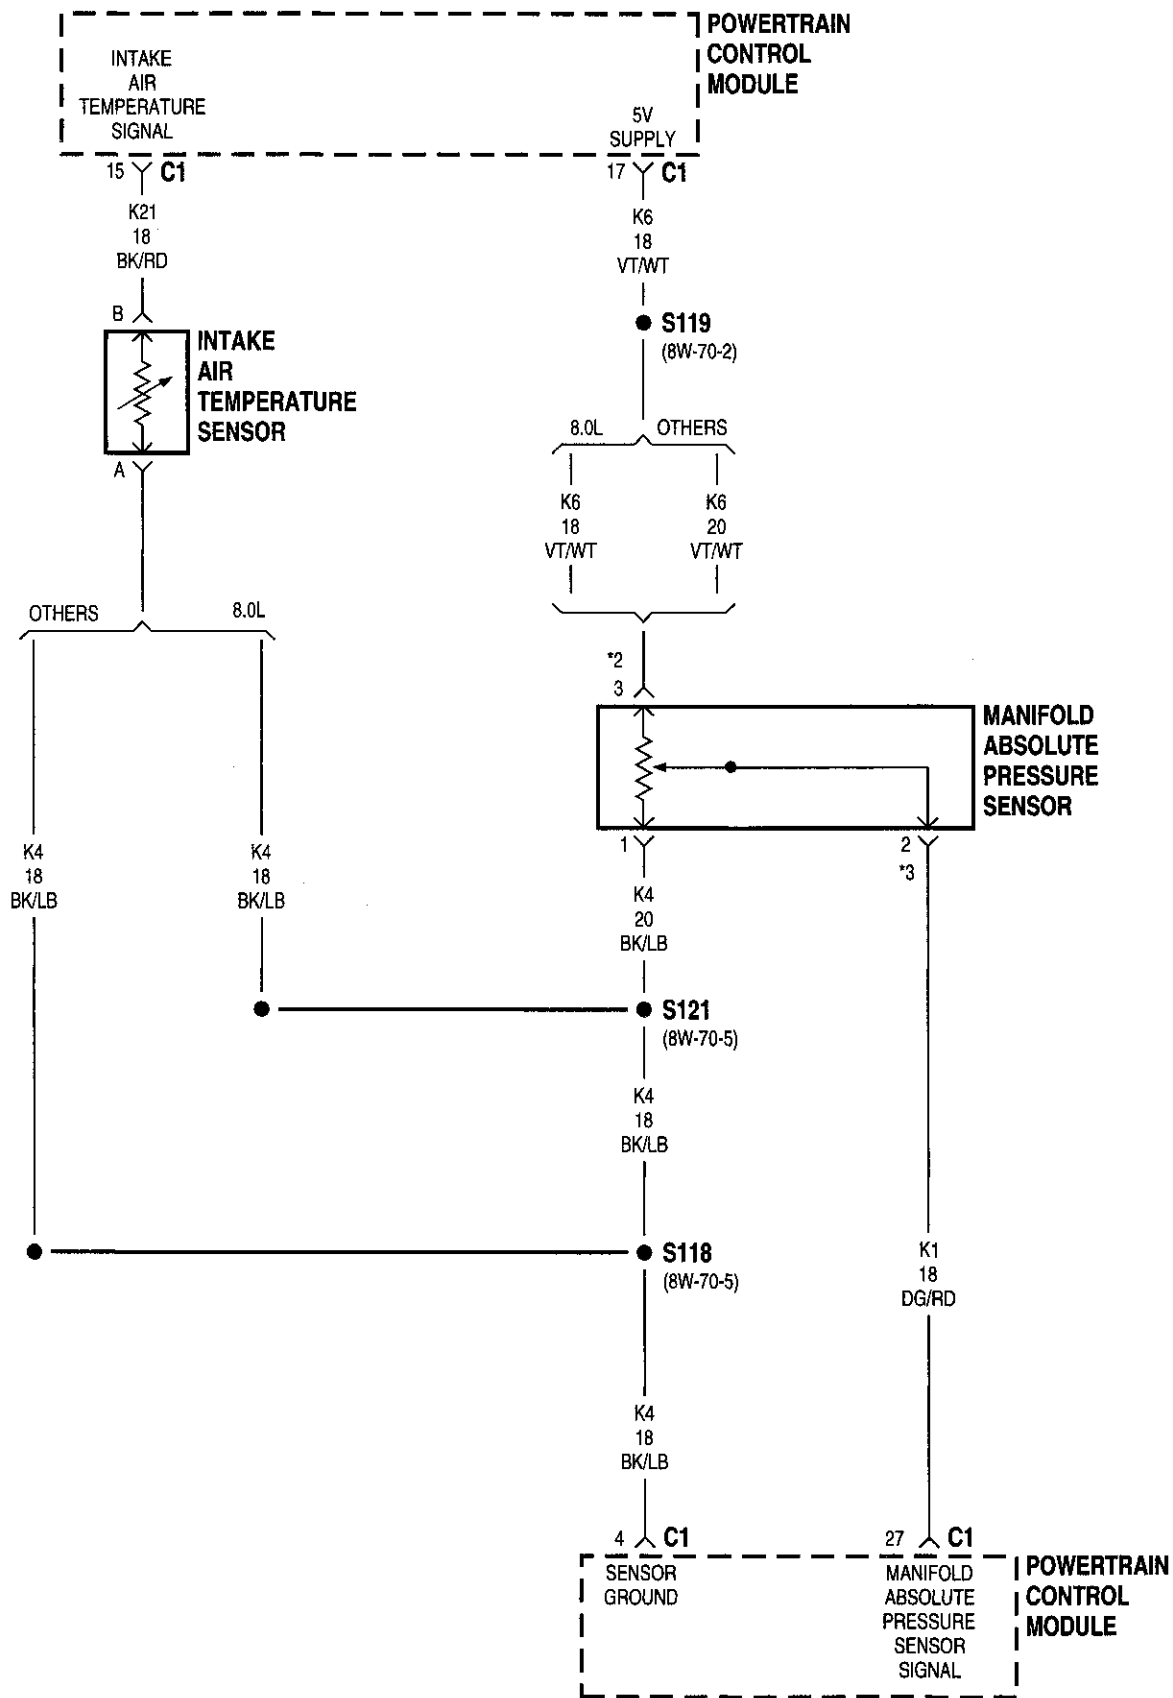 POWERTRAIN
CONTROL
MODULE
INTAKE
AIR
TEMPERATURE
SIGNAL
5V
SUPPLY
15 C1
17 C1
K21
18
BK/RD
K6
18
VT/WT
B
INTAKE
AIR
TEMPERATURE
SENSOR
A
S119
(8W-70-2)
8.0L OTHERS
K6
18
VT/WT
K6
20
VT/WT
OTHERS 8.0L
*2
3
MANIFOLD
ABSOLUTE
PRESSURE
SENSOR
1
2
*3
K4
18
BK/LB
K4
18
BK/LB
K4
20
BK/LB
S121
(8W-70-5)
K4
18
BK/LB
S118
(8W-70-5)
K1
18
DG/RD
K4
18
BK/LB
4 C1
27 C1
SENSOR
GROUND
MANIFOLD
ABSOLUTE
PRESSURE
SENSOR
SIGNAL
POWERTRAIN
CONTROL
MODULE